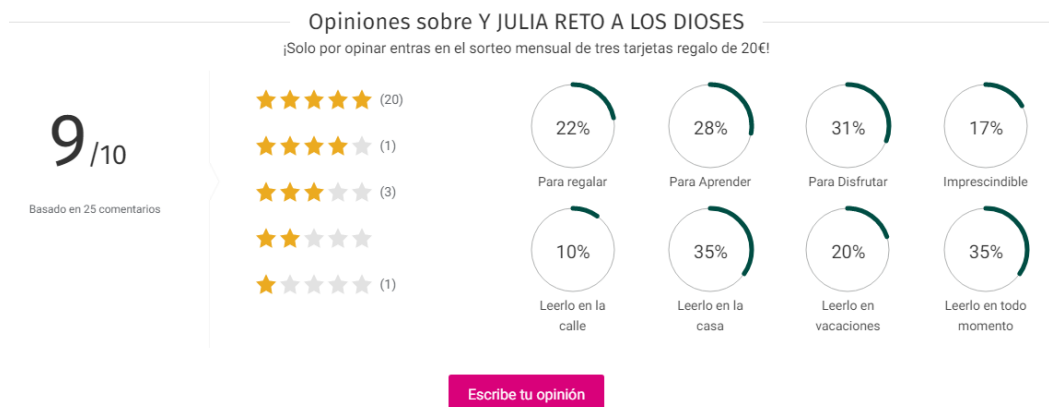 Opiniones sobre Y JULIA RETO A LOS DIOSES
¡Solo por opinar entras en el sorteo mensual de tres tarjetas regalo de 20€!
9/10
Basado en 25 comentarios
(20)
(1)
(3)
(1)
22%
Para regalar
28%
Para Aprender
31%
Para Disfrutar
17%
Imprescindible
10%
Leerlo en la
calle
35%
Leerlo en la
casa
20%
Leerlo en
vacaciones
35%
Leerlo en todo
momento
Escribe tu opinión